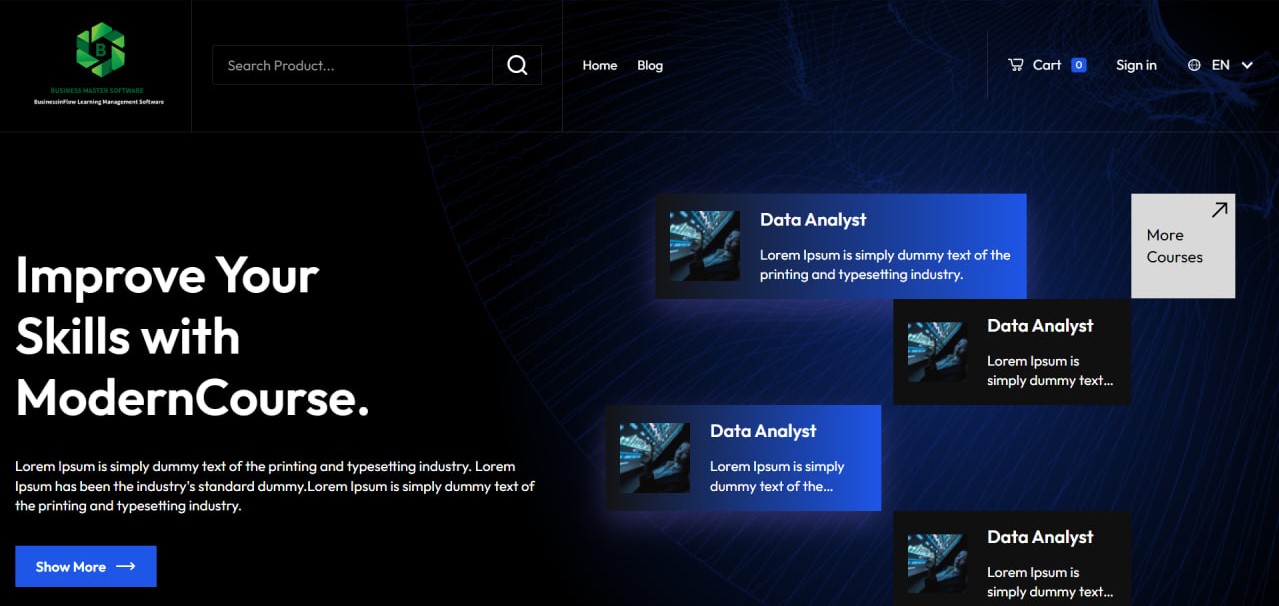 B
BUSINESS MASTER SOFTWARE
BusinessinFlow Learning Management Software
Search Product...
Home
Blog
Cart
0
Sign in
EN
Improve Your
Skills with
ModernCourse.
Lorem Ipsum is simply dummy text of the printing and typesetting industry. Lorem
Ipsum has been the industry's standard dummy.Lorem Ipsum is simply dummy text of
the printing and typesetting industry.
Show More
Data Analyst
Lorem Ipsum is simply dummy text of the
printing and typesetting industry.
More
Courses
Data Analyst
Lorem Ipsum is
simply dummy text...
Data Analyst
Lorem Ipsum is simply
dummy text of the...
Data Analyst
Lorem Ipsum is
simply dummy text...